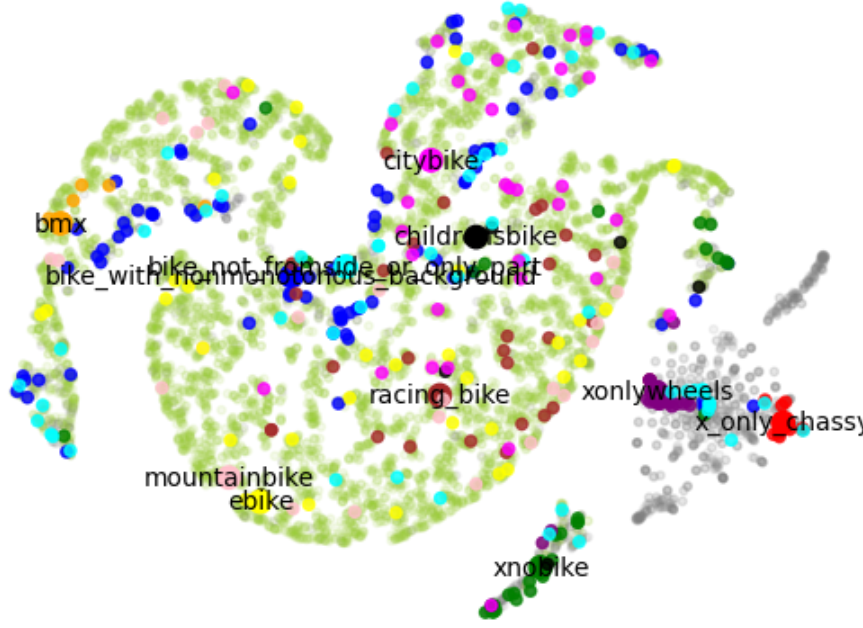 citybike
bmx
childrensbike
bike_not_fromside_or_only_part
bike_with_nonmonotonous_background
racing_bike
xonlywheels
x_only_chassy
mountainbike
ebike
xnobike